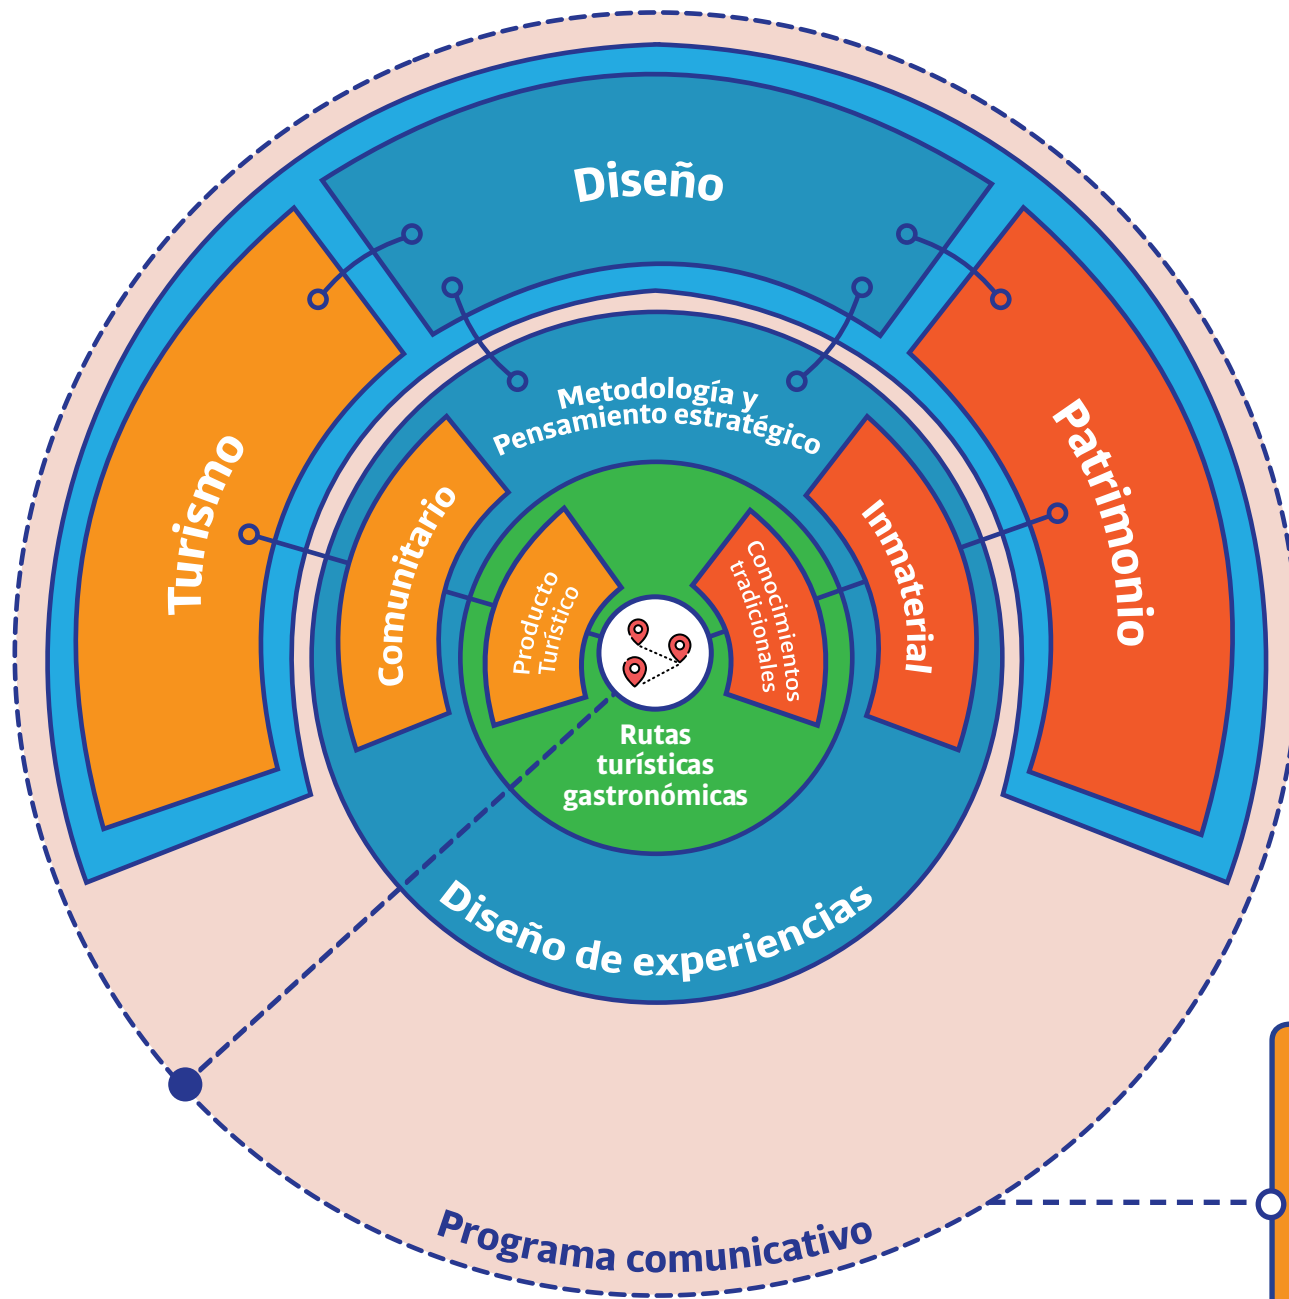 Diseño
Turismo
Patrimonio
Metodología y
Pensamiento estratégico
Comunitario
Inmaterial
Producto
Turístico
Conocimientos
tradicionales
Rutas
turísticas
gastronómicas
Diseño de experiencias
Programa comunicativo